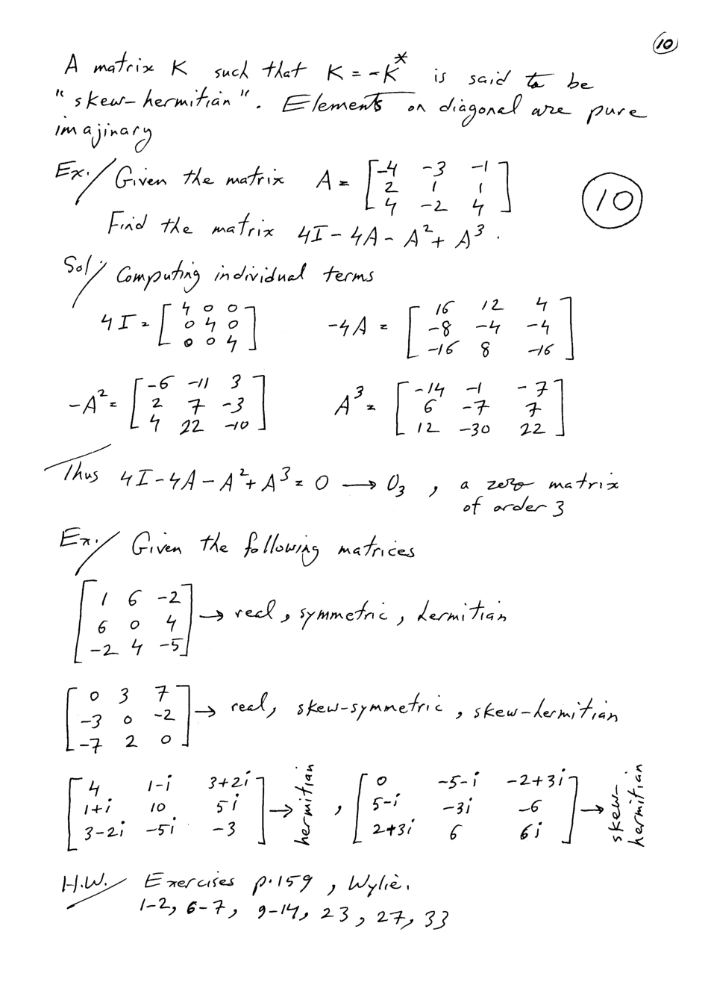 10
A matrix K such that K = -K* is said to be
"skew-hermitian". Elements on diagonal are pure
imajinary
Ex./ Given the matrix A = [-4 -3 -1; 2 1 1; 4 -2 4]
10
Find the matrix 4I - 4A - A² + A³.
Sol/ Computing individual terms
4I = [4 0 0; 0 4 0; 0 0 4] -4A = [16 12 4; -8 -4 -4; -16 8 -16]
-A² = [-6 -11 3; 2 7 -3; 4 22 -10] A³ = [-14 -1 -7; 6 -7 7; 12 -30 22]
Thus 4I - 4A - A² + A³ = 0 → 0₃, a zero matrix
of order 3
Ex./ Given the following matrices
[1 6 -2; 6 0 4; -2 4 -5] → real, symmetric, hermitian
[0 3 7; -3 0 -2; -7 2 0] → real, skew-symmetric, skew-hermitian
[4 1-i 3+2i; 1+i 10 5i; 3-2i -5i -3] → hermitian, [0 -5-i -2+3i; 5-i -3i -6; 2+3i 6 6i] → skew-hermitian
H.W./ Exercises p.159, Wylie.
1-2, 6-7, 9-14, 23, 27, 33